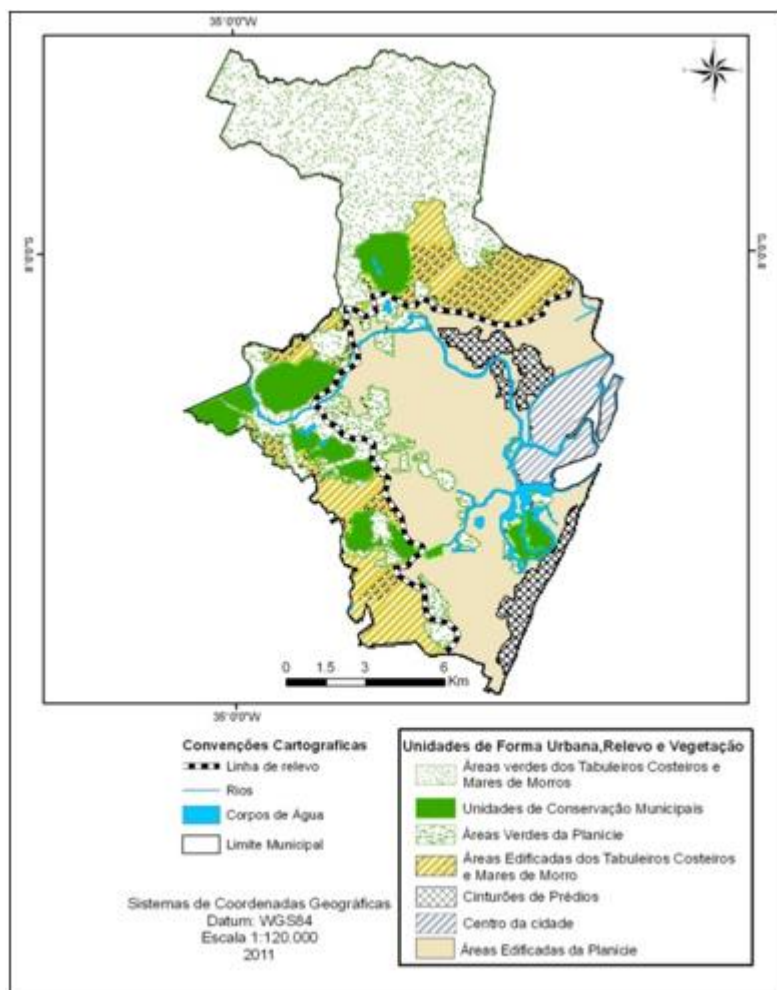 35°0'0"W
8°0'0"S
8°0'0"S
0 1.5 3 6
Km
35°0'0"W
Convenções Cartograficas
Linha de relevo
Rios
Corpos de Água
Limite Municipal
Sistemas de Coordenadas Geográficas
Datum: WGS84
Escala 1:120.000
2011
Unidades de Forma Urbana,Relevo e Vegetação
Áreas verdes dos Tabuleiros Costeiros e
Mares de Morros
Unidades de Conservação Municipais
Áreas Verdes da Planície
Áreas Edificadas dos Tabuleiros Costeiros
e Mares de Morro
Cinturões de Prédios
Centro da cidade
Áreas Edificadas da Planície